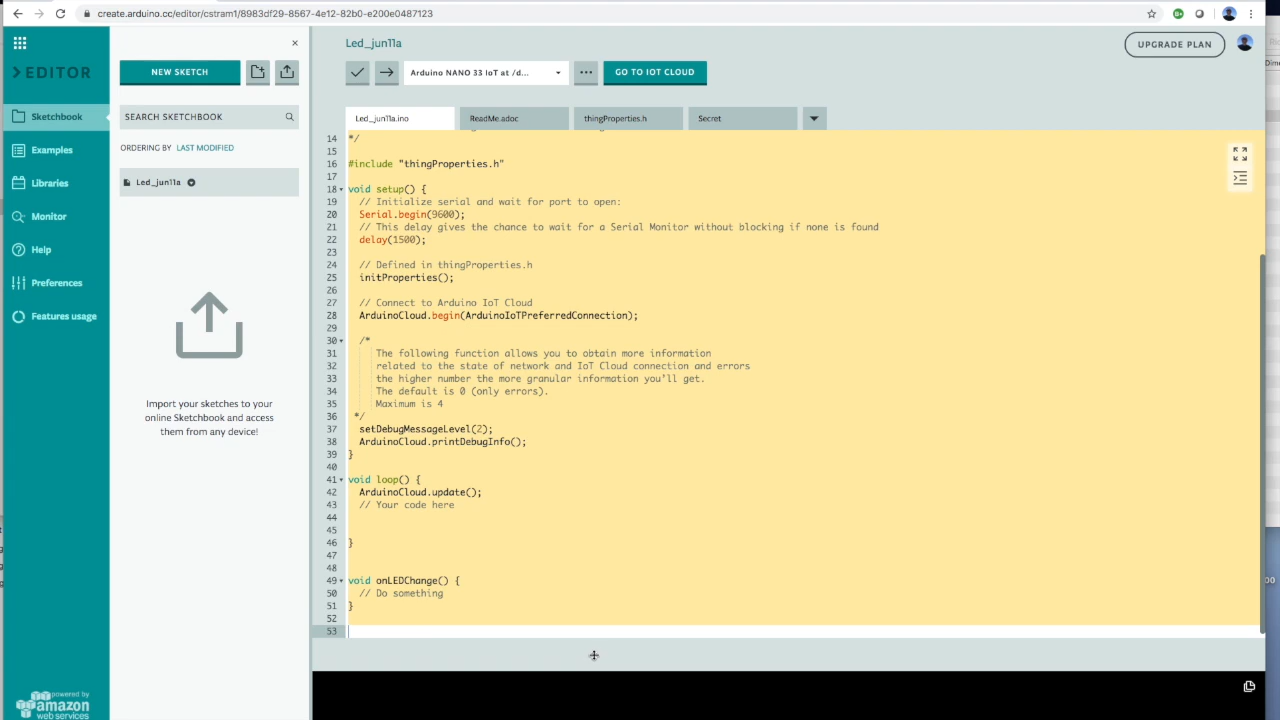 create.arduino.cc/editor/cstram1/8983df29-8567-4e12-82b0-e200e0487123
EDITOR
Sketchbook
Examples
Libraries
Monitor
Help
Preferences
Features usage
powered by
amazon
web services
NEW SKETCH
SEARCH SKETCHBOOK
ORDERING BY LAST MODIFIED
Led_jun11a
Import your sketches to your
online Sketchbook and access
them from any device!
Led_jun11a
UPGRADE PLAN
Arduino NANO 33 IoT at /d...
GO TO IOT CLOUD
Led_jun11a.ino ReadMe.adoc thingProperties.h Secret
14 */
15
16 #include "thingProperties.h"
17
18 void setup() {
19 // Initialize serial and wait for port to open:
20 Serial.begin(9600);
21 // This delay gives the chance to wait for a Serial Monitor without blocking if none is found
22 delay(1500);
23
24 // Defined in thingProperties.h
25 initProperties();
26
27 // Connect to Arduino IoT Cloud
28 ArduinoCloud.begin(ArduinoIoTPreferredConnection);
29
30 /*
31 The following function allows you to obtain more information
32 related to the state of network and IoT Cloud connection and errors
33 the higher number the more granular information you'll get.
34 The default is 0 (only errors).
35 Maximum is 4
36 */
37 setDebugMessageLevel(2);
38 ArduinoCloud.printDebugInfo();
39 }
40
41 void loop() {
42 ArduinoCloud.update();
43 // Your code here
44
45
46 }
47
48
49 void onLEDChange() {
50 // Do something
51 }
52
53